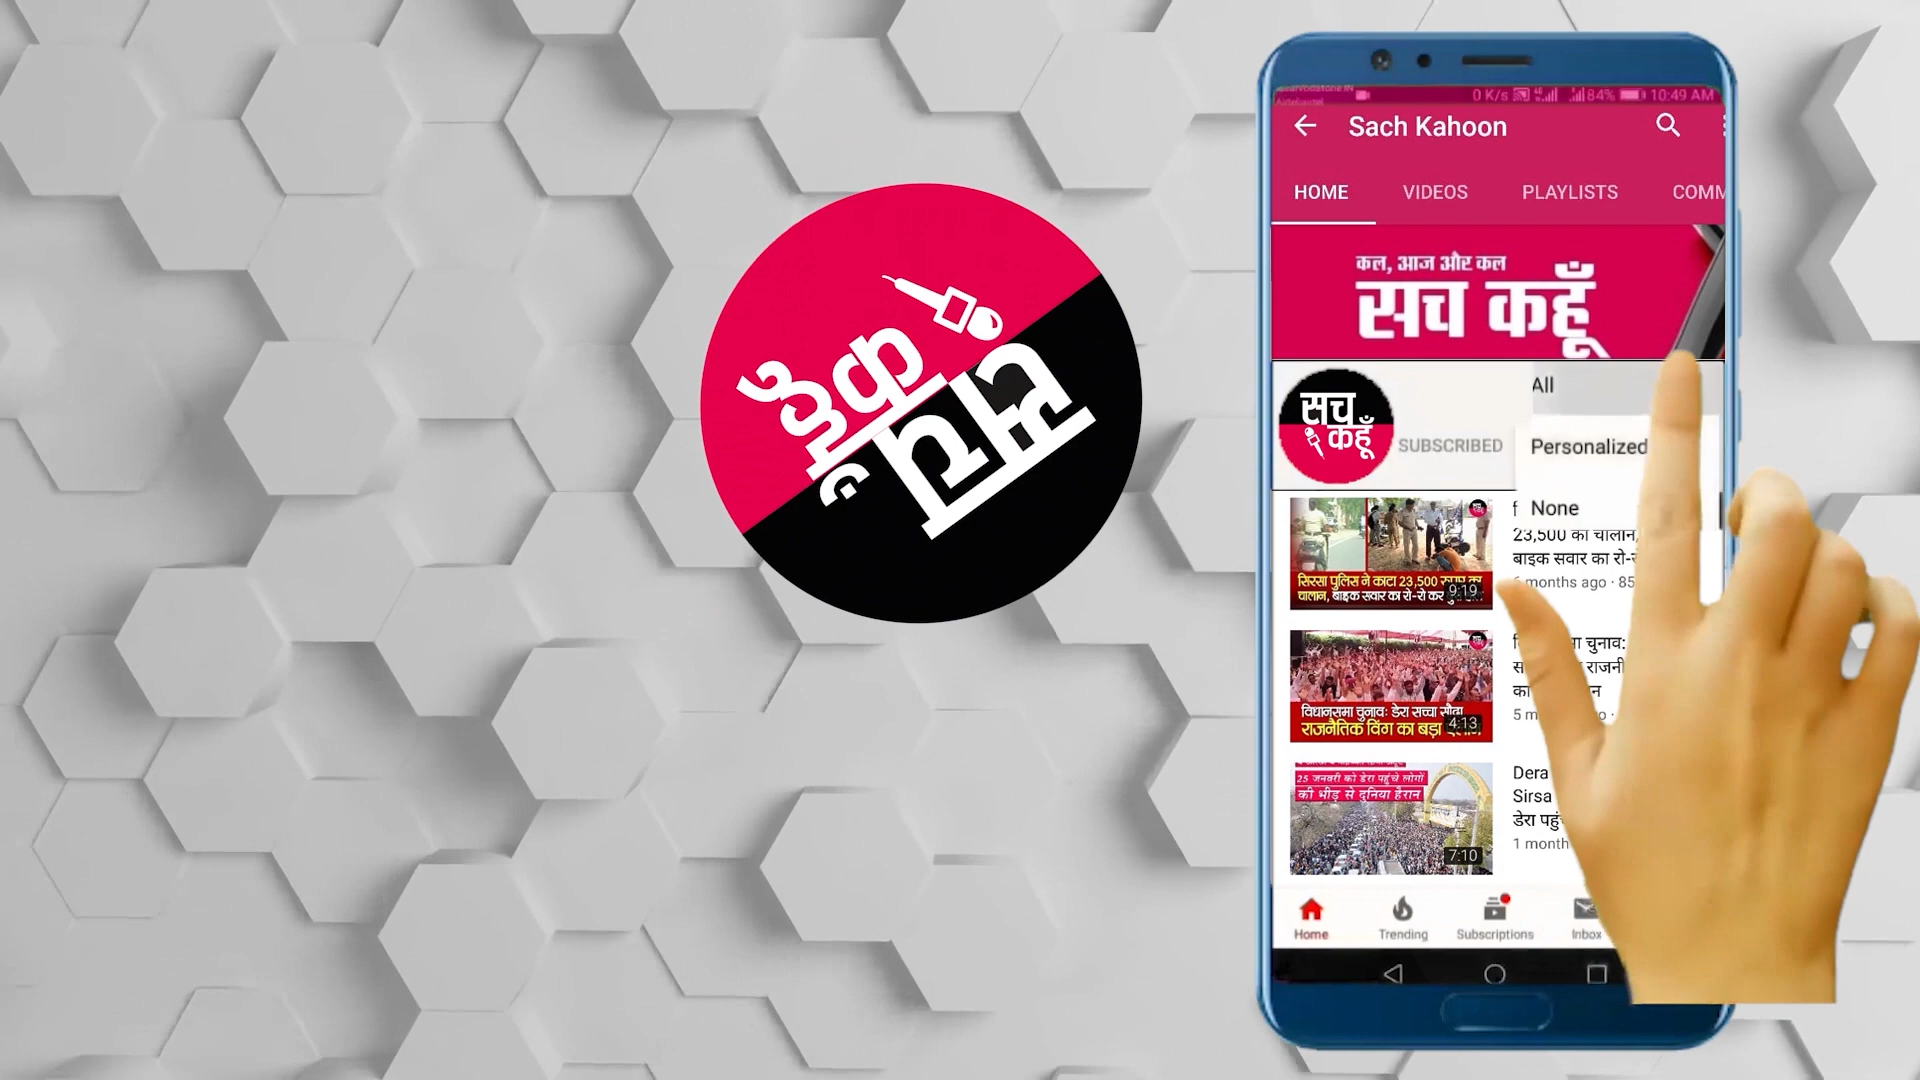 सच
कहूँ
0 K/s 84% 10:49 AM
Sach Kahoon
HOME VIDEOS PLAYLISTS COMM
कल, आज और कल
सच कहूँ
सच
कहूँ
SUBSCRIBED
All
Personalized
None
सिरसा पुलिस ने काटा 23,500 रुपए का
चालान, बाइक सवार का रो-रो कर
9:19
23,500 का चालान,
बाइक सवार का रो-
months ago · 85
विधानसभा चुनाव: डेरा सच्चा सौदा
राजनैतिक विंग का बड़ा
4:13
चुनाव:
राजनी
का
5 m
25 जनवरी को डेरा पहुंचे लोगों
की भीड़ से दुनिया हैरान
7:10
Dera
Sirsa
डेरा पहुं
1 month
Home Trending Subscriptions Inbox